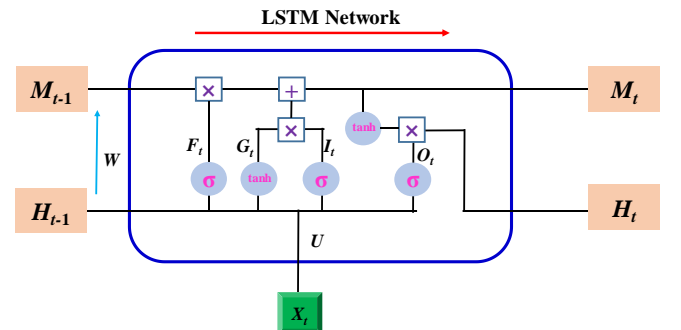 LSTM Network
M_{t-1}
×
+
M_t
tanh
×
×
F_t
G_t
I_t
O_t
W
σ
tanh
σ
σ
H_{t-1}
H_t
U
X_t